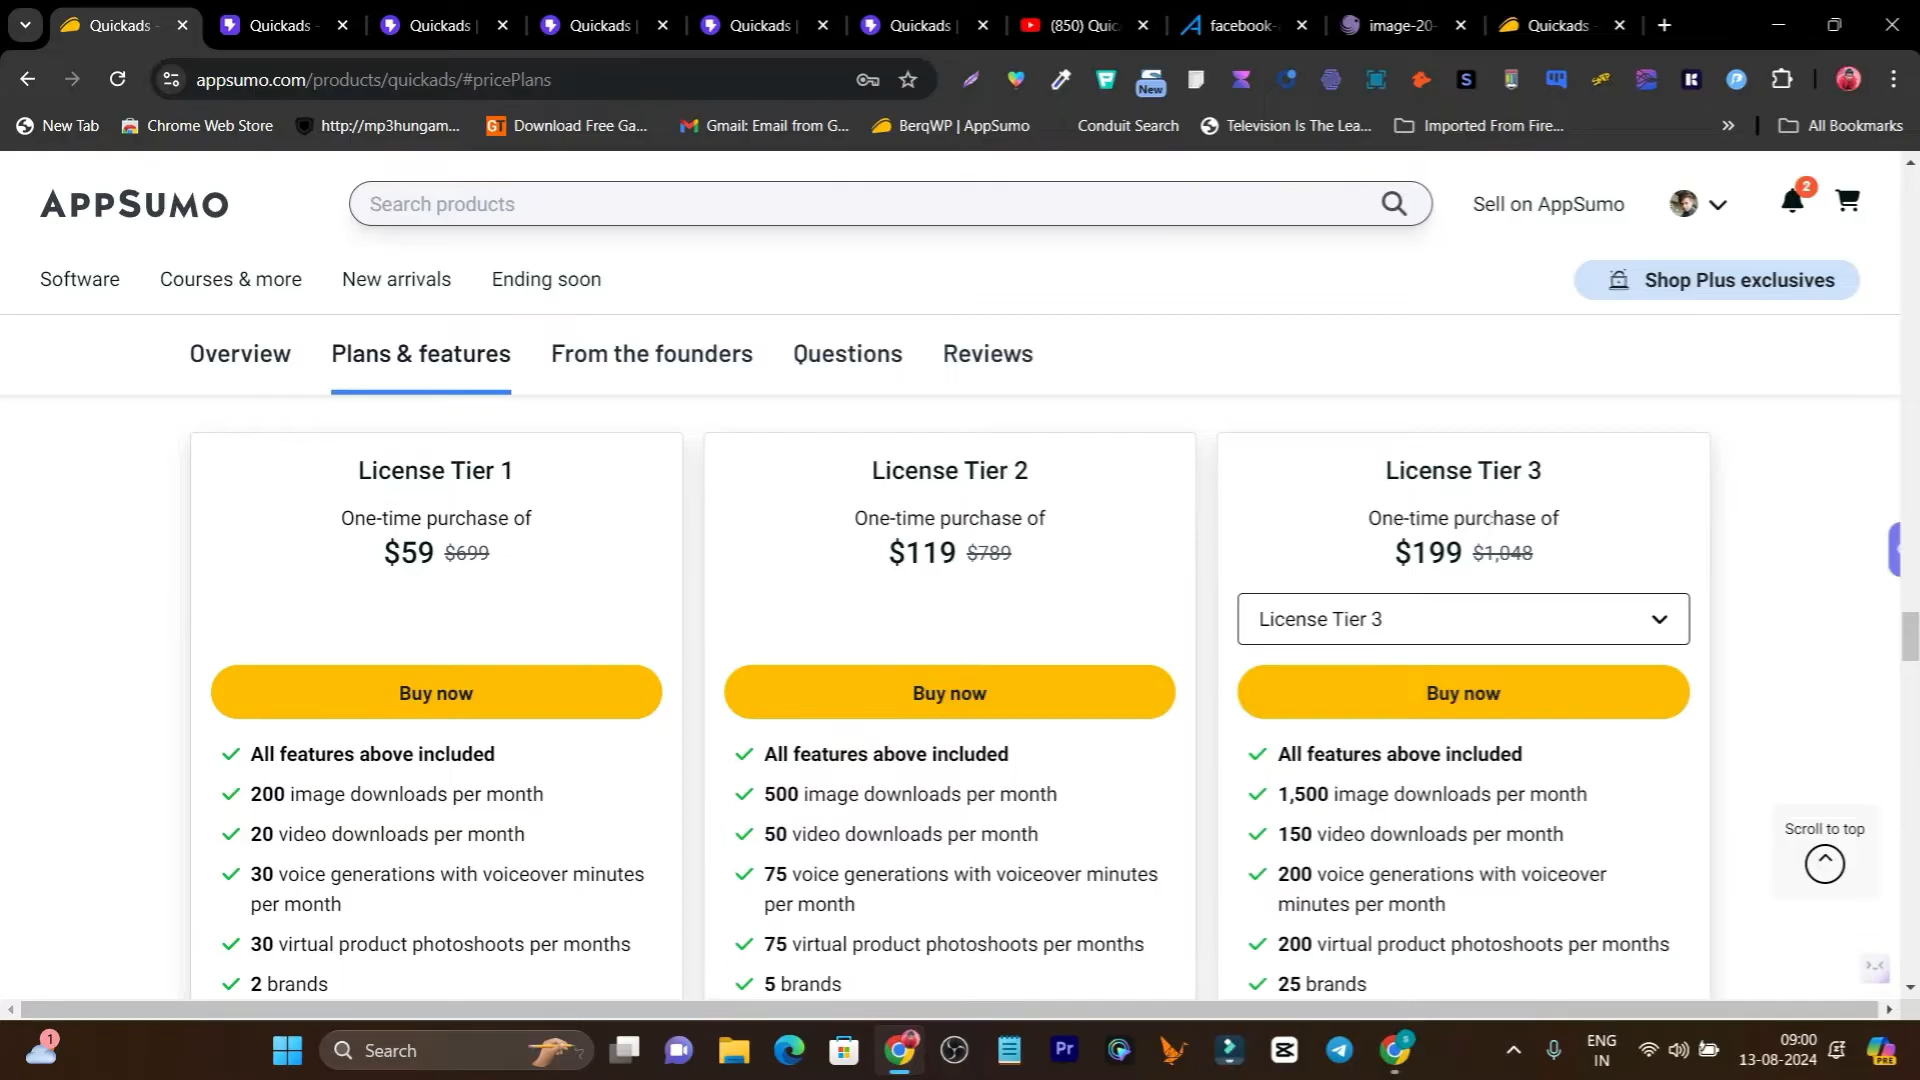 Quickads -
Quickads -
Quickads |
Quickads |
Quickads |
Quickads |
(850) Quic
facebook-
image-20-
Quickads -
appsumo.com/products/quickads/#pricePlans
New
New Tab
Chrome Web Store
http://mp3hungam...
Download Free Ga...
Gmail: Email from G...
BerqWP | AppSumo
Conduit Search
Television Is The Lea...
Imported From Fire...
All Bookmarks
APPSUMO
Search products
Sell on AppSumo
2
Software
Courses & more
New arrivals
Ending soon
Shop Plus exclusives
Overview
Plans & features
From the founders
Questions
Reviews
License Tier 1
One-time purchase of
$59 $699
Buy now
All features above included
200 image downloads per month
20 video downloads per month
30 voice generations with voiceover minutes
per month
30 virtual product photoshoots per months
2 brands
License Tier 2
One-time purchase of
$119 $789
Buy now
All features above included
500 image downloads per month
50 video downloads per month
75 voice generations with voiceover minutes
per month
75 virtual product photoshoots per months
5 brands
License Tier 3
One-time purchase of
$199 $1,048
License Tier 3
Buy now
All features above included
1,500 image downloads per month
150 video downloads per month
200 voice generations with voiceover
minutes per month
200 virtual product photoshoots per months
25 brands
Scroll to top
1
Search
Pr
ENG
IN
09:00
13-08-2024
PRE